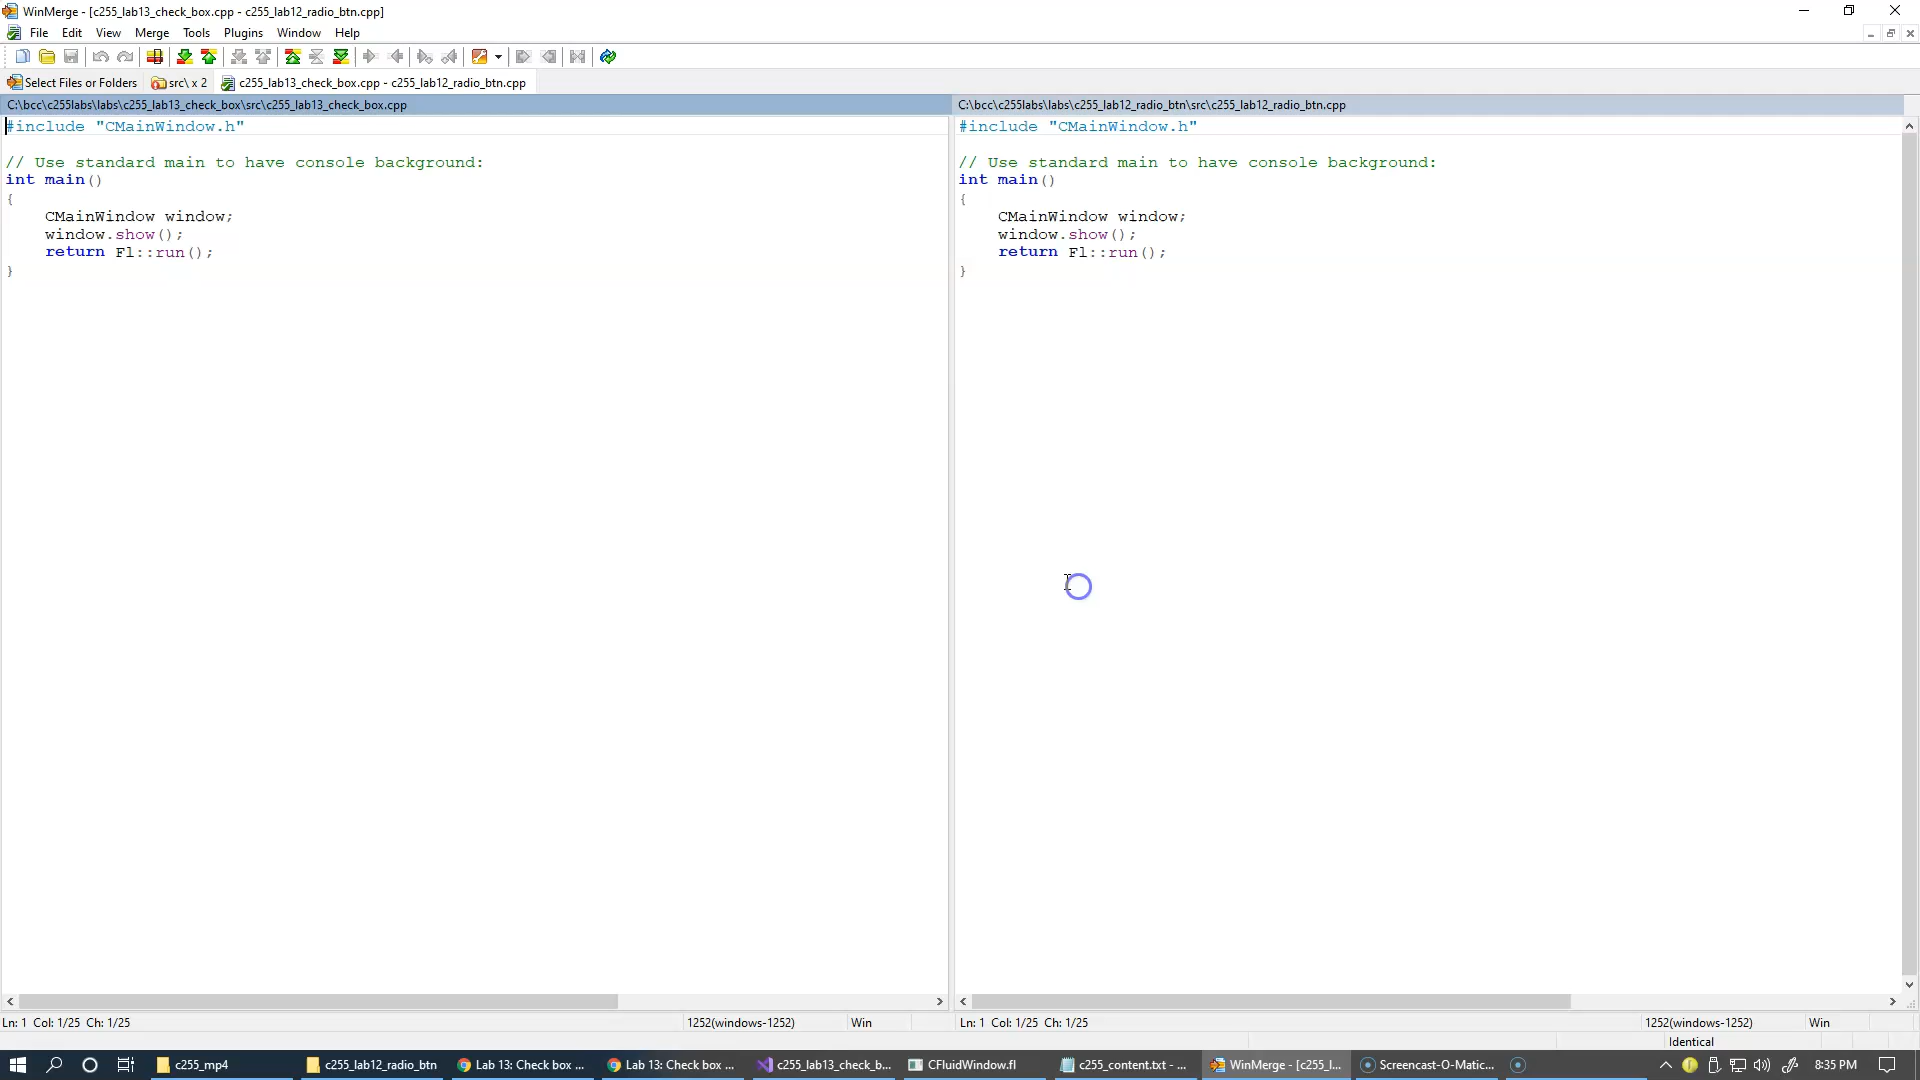 WinMerge - [c255_lab13_check_box.cpp - c255_lab12_radio_btn.cpp]
File Edit View Merge Tools Plugins Window Help
Select Files or Folders src\ x 2 c255_lab13_check_box.cpp - c255_lab12_radio_btn.cpp
C:\bcc\c255labs\labs\c255_lab13_check_box\src\c255_lab13_check_box.cpp
#include "CMainWindow.h"
// Use standard main to have console background:
int main()
{
CMainWindow window;
window.show();
return Fl::run();
}
C:\bcc\c255labs\labs\c255_lab12_radio_btn\src\c255_lab12_radio_btn.cpp
#include "CMainWindow.h"
// Use standard main to have console background:
int main()
{
CMainWindow window;
window.show();
return Fl::run();
}
Ln: 1 Col: 1/25 Ch: 1/25 1252(windows-1252) Win
Ln: 1 Col: 1/25 Ch: 1/25 1252(windows-1252) Win
Identical
c255_mp4 c255_lab12_radio_btn Lab 13: Check box ... Lab 13: Check box ... c255_lab13_check_b... CFluidWindow.fl c255_content.txt - ... WinMerge - [c255_l... Screencast-O-Matic... 8:35 PM